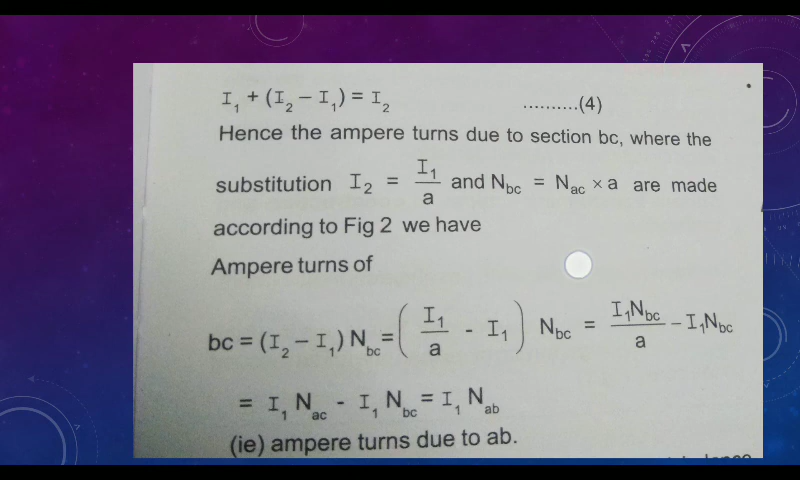 I₁ + (I₂ – I₁) = I₂ ..........(4)
Hence the ampere turns due to section bc, where the
substitution I₂ = I₁/a and N_bc = N_ac × a are made
according to Fig 2 we have
Ampere turns of
bc = (I₂ – I₁) N_bc = (I₁/a - I₁) N_bc = I₁N_bc/a – I₁N_bc
= I₁ N_ac - I₁ N_bc = I₁ N_ab
(ie) ampere turns due to ab.